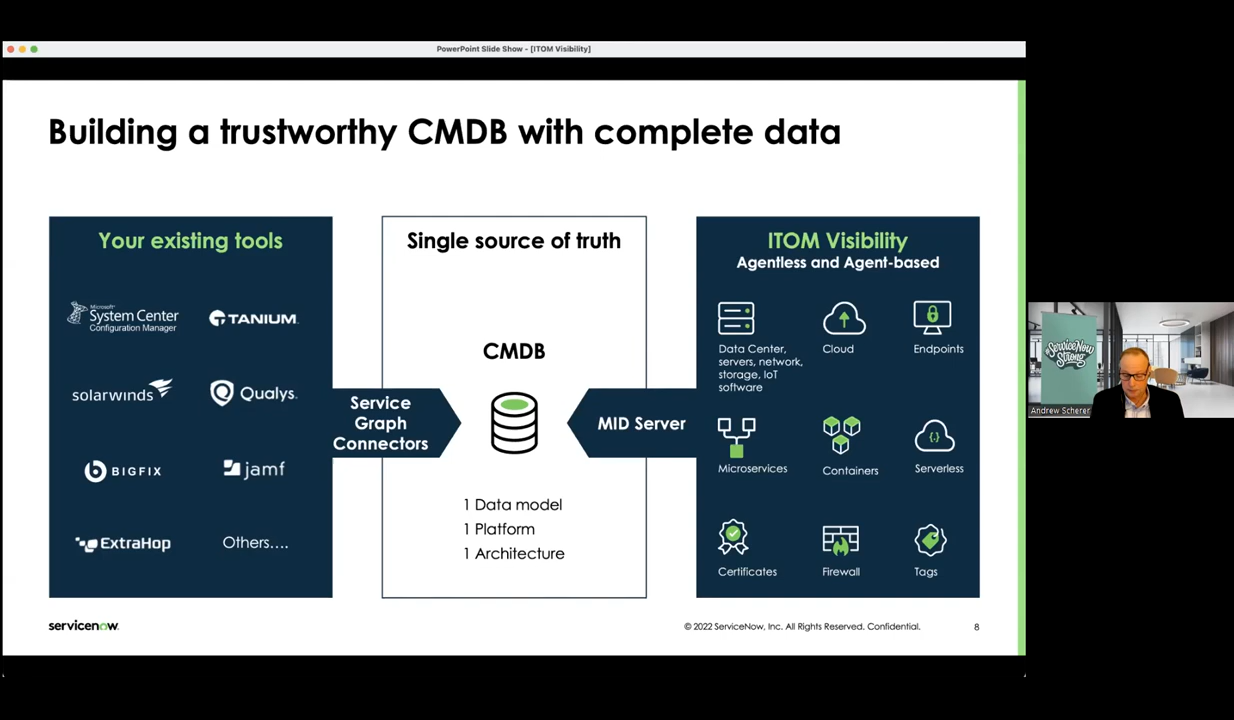 PowerPoint Slide Show - [ITOM Visibility]
Building a trustworthy CMDB with complete data
Your existing tools
Microsoft
System Center
Configuration Manager
TANIUM
solarwinds
Qualys.
BIGFIX
jamf
ExtraHop
Others....
Service
Graph
Connectors
Single source of truth
CMDB
1 Data model
1 Platform
1 Architecture
MID Server
ITOM Visibility
Agentless and Agent-based
Data Center,
servers, network,
storage, IoT
software
Cloud
Endpoints
Microservices
Containers
Serverless
Certificates
Firewall
Tags
servicenow
© 2022 ServiceNow, Inc. All Rights Reserved. Confidential.
8
#ServiceNow
Strong
Andrew Scherer